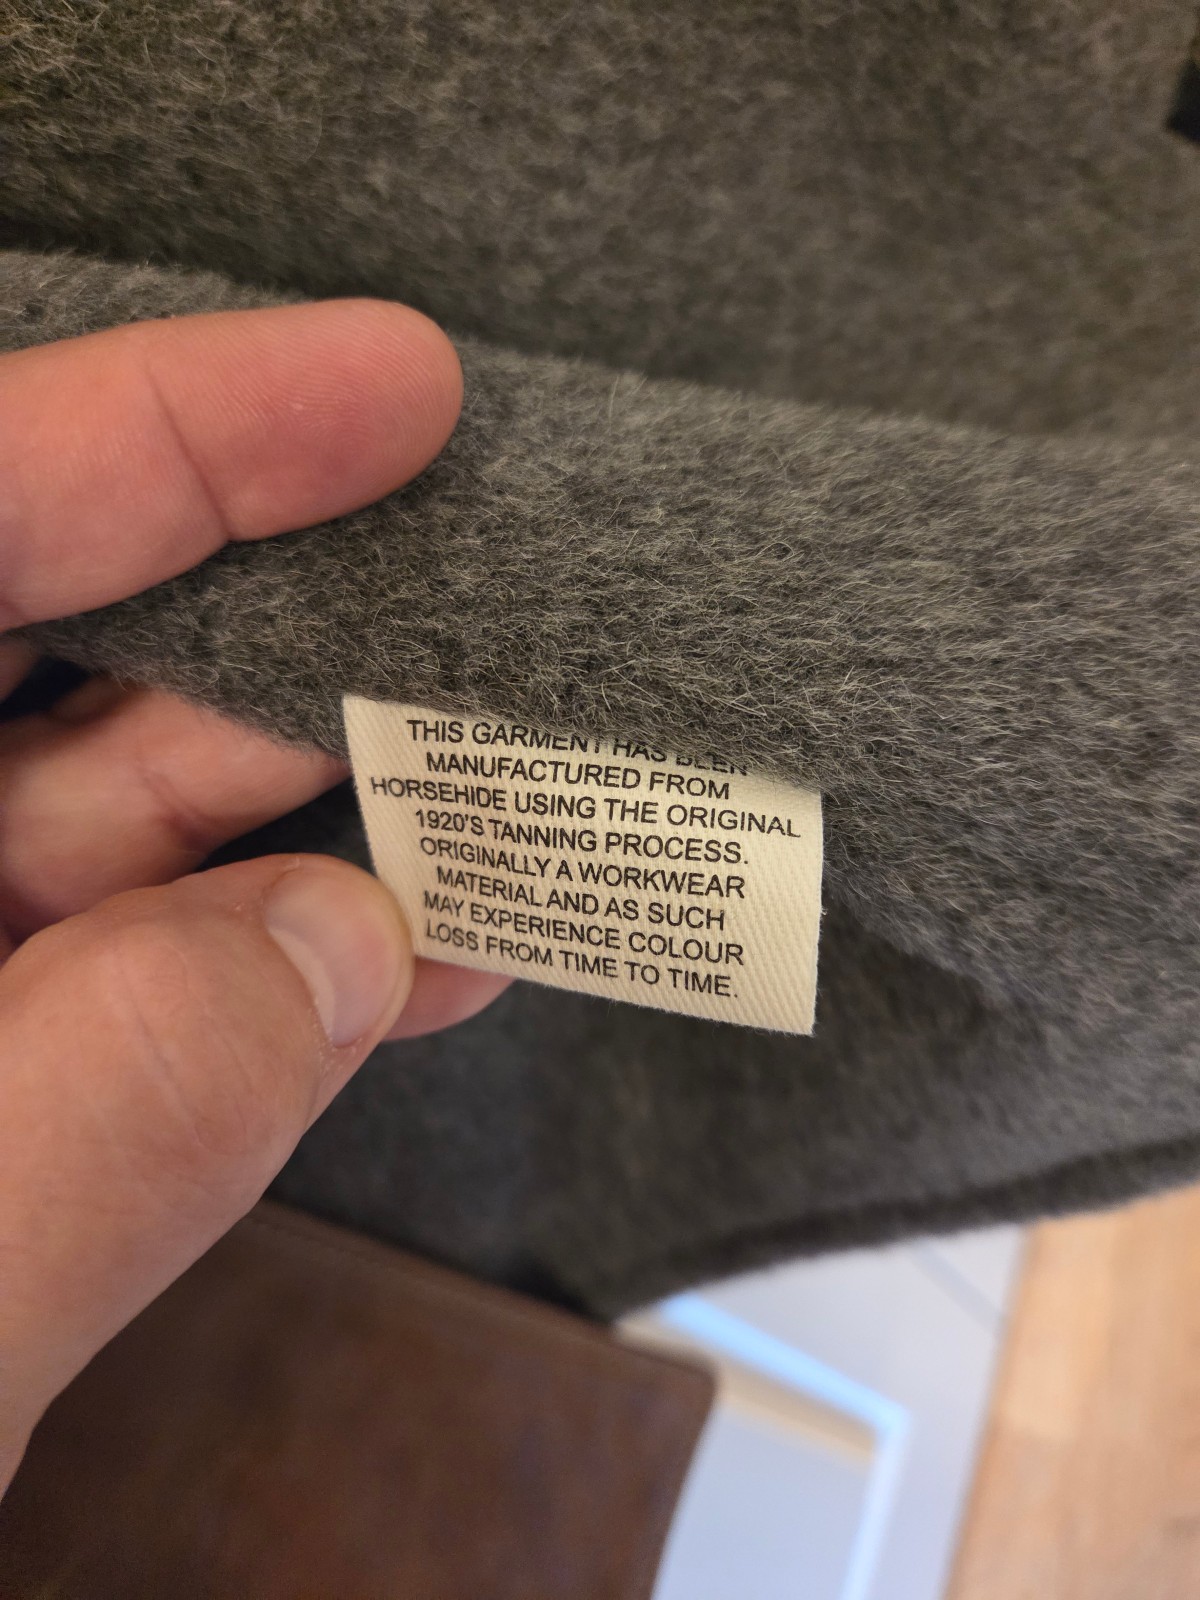 THIS GARMENT HAS BEEN
MANUFACTURED FROM
HORSEHIDE USING THE ORIGINAL
1920'S TANNING PROCESS.
ORIGINALLY A WORKWEAR
MATERIAL AND AS SUCH
MAY EXPERIENCE COLOUR
LOSS FROM TIME TO TIME.